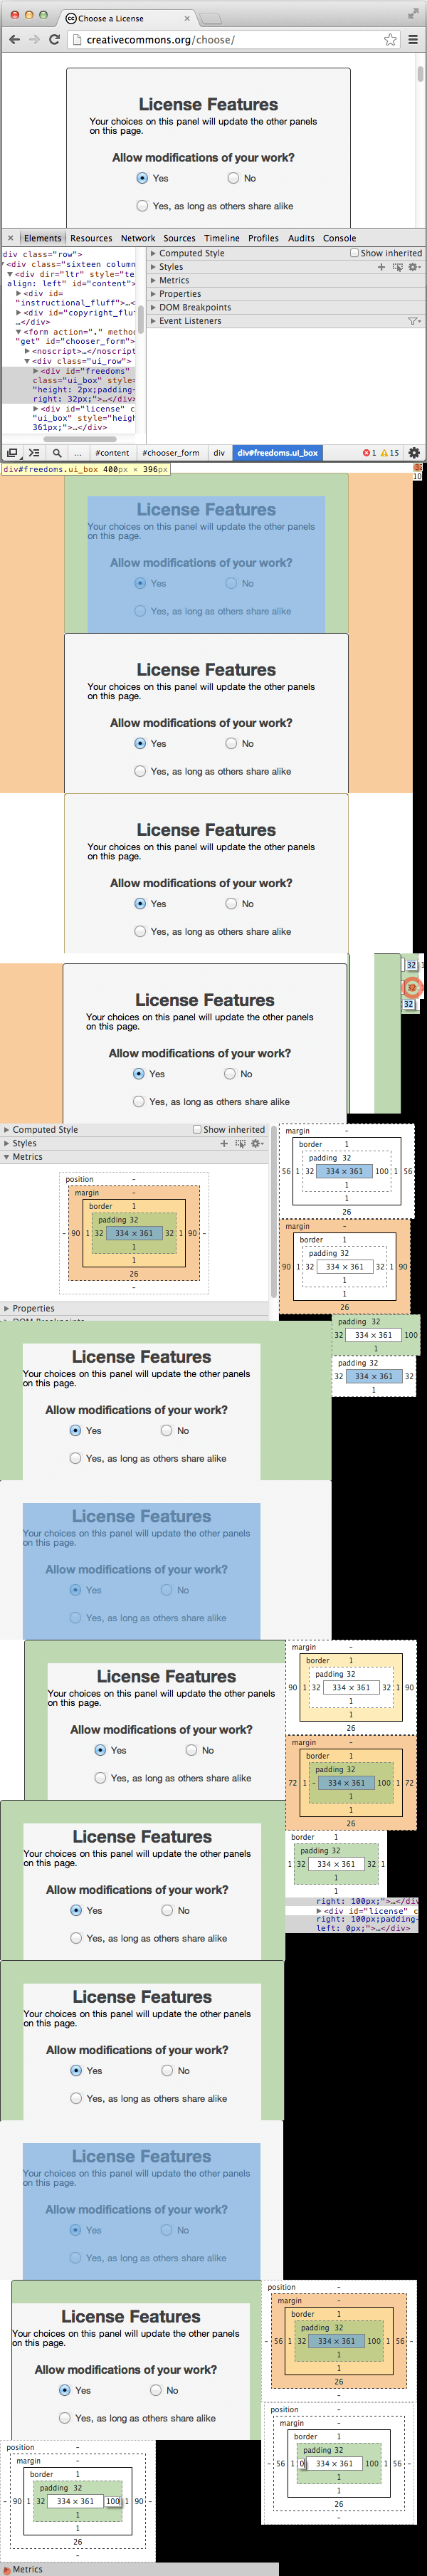 Choose a License
creativecommons.org/choose/
License Features
Your choices on this panel will update the other panels
on this page.
Allow modifications of your work?
Yes
No
Yes, as long as others share alike
Elements Resources Network Sources Timeline Profiles Audits Console
div class="row">
<div class="sixteen column
<div dir="ltr" style="te
align: left" id="content">
<div id=
"instructional_fluff">…<
<div id="copyright_flu
…</div>
<form action="." metho
"get" id="chooser_form">
<noscript>…</noscript
<div class="ui_row">
<div id="freedoms"
class="ui_box" style=
"height: 2px;padding-
right: 32px;">…</div>
<div id="license" c
"ui_box" style="heigh
361px;">…</div>
Computed Style
Show inherited
Styles
Metrics
Properties
DOM Breakpoints
Event Listeners
... #content #chooser_form div div#freedoms.ui_box
1 15
div#freedoms.ui_box 400px × 396px
10
License Features
Your choices on this panel will update the other panels
on this page.
Allow modifications of your work?
Yes
No
Yes, as long as others share alike
License Features
Your choices on this panel will update the other panels
on this page.
Allow modifications of your work?
Yes
No
Yes, as long as others share alike
License Features
Your choices on this panel will update the other panels
on this page.
Allow modifications of your work?
Yes
No
Yes, as long as others share alike
32 1
32
32
License Features
Your choices on this panel will update the other panels
on this page.
Allow modifications of your work?
Yes
No
Yes, as long as others share alike
Computed Style
Show inherited
Styles
Metrics
position -
margin -
border 1
padding 32
- 90 1 32 334 × 361 32 1 90 -
1
1
26
-
Properties
margin -
border 1
padding 32
56 1 32 334 × 361 100 1 56
1
1
26
margin -
border 1
padding 32
90 1 32 334 × 361 32 1 90
1
1
26
padding 32
32 334 × 361 100
1
padding 32
32 334 × 361 32
1
License Features
Your choices on this panel will update the other panels
on this page.
Allow modifications of your work?
Yes
No
Yes, as long as others share alike
License Features
Your choices on this panel will update the other panels
on this page.
Allow modifications of your work?
Yes
No
Yes, as long as others share alike
License Features
Your choices on this panel will update the other panels
on this page.
Allow modifications of your work?
Yes
No
Yes, as long as others share alike
margin -
border 1
padding 32
90 1 32 334 × 361 32 1 90
1
1
26
margin -
border 1
padding 32
72 1 - 334 × 361 100 1 72
1
1
26
License Features
Your choices on this panel will update the other panels
on this page.
Allow modifications of your work?
Yes
No
Yes, as long as others share alike
border 1
padding 32
1 32 334 × 361 32 1
1
1
right: 100px;">…</div
<div id="license" c
right: 100px;padding-
left: 0px;">…</div>
License Features
Your choices on this panel will update the other panels
on this page.
Allow modifications of your work?
Yes
No
Yes, as long as others share alike
License Features
Your choices on this panel will update the other panels
on this page.
Allow modifications of your work?
Yes
No
Yes, as long as others share alike
License Features
Your choices on this panel will update the other panels
on this page.
Allow modifications of your work?
Yes
No
Yes, as long as others share alike
position -
margin -
border 1
padding 32
- 56 1 32 334 × 361 100 1 56 -
1
1
26
-
position -
margin -
border 1
padding 32
- 56 1 0 334 × 361 100 1 56 -
1
1
26
-
position -
margin -
border 1
padding 32
- 90 1 32 334 × 361 100 1 90 -
1
1
26
-
Metrics